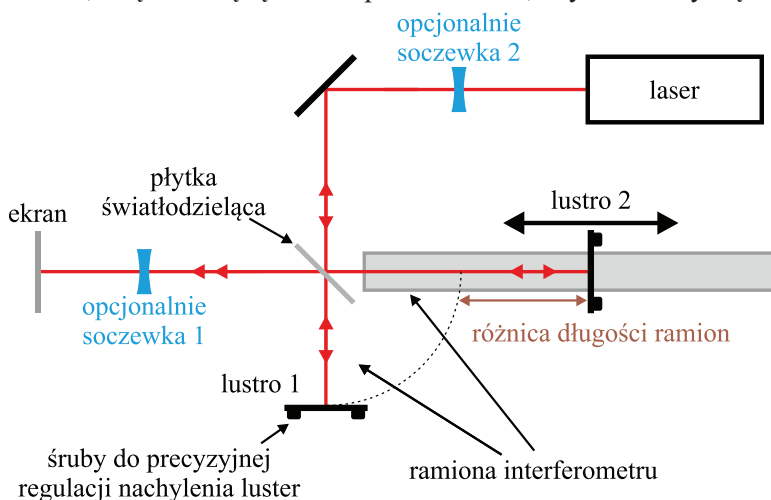 opcjonalnie
soczewka 2
laser
płytka
światłodzieląca
ekran
lustro 2
opcjonalnie
soczewka 1
różnica długości ramion
lustro 1
śruby do precyzyjnej
regulacji nachylenia luster
ramiona interferometru